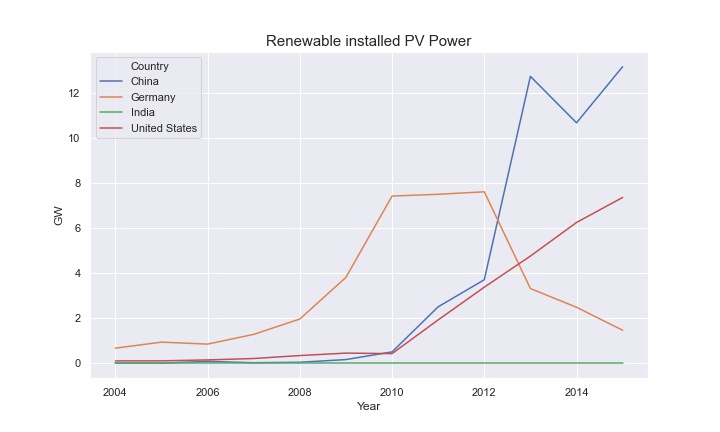 Renewable installed PV Power
Country
China
Germany
India
United States
GW
12
10
8
6
4
2
0
2004 2006 2008 2010 2012 2014
Year